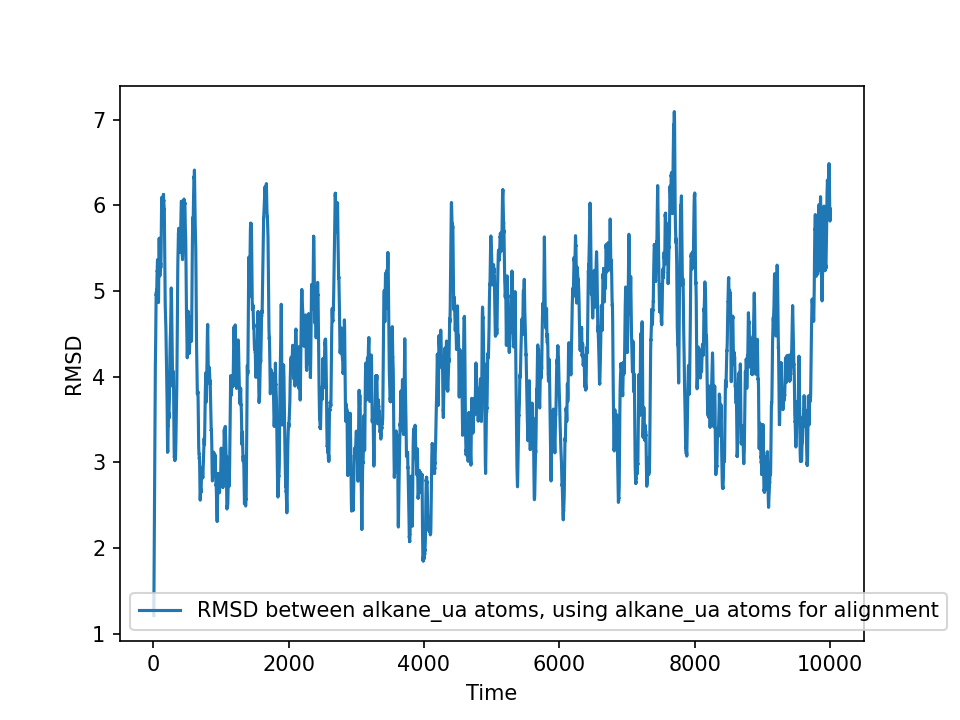 7
6
5
4
3
2
1
RMSD
RMSD between alkane_ua atoms, using alkane_ua atoms for alignment
0 2000 4000 6000 8000 10000
Time